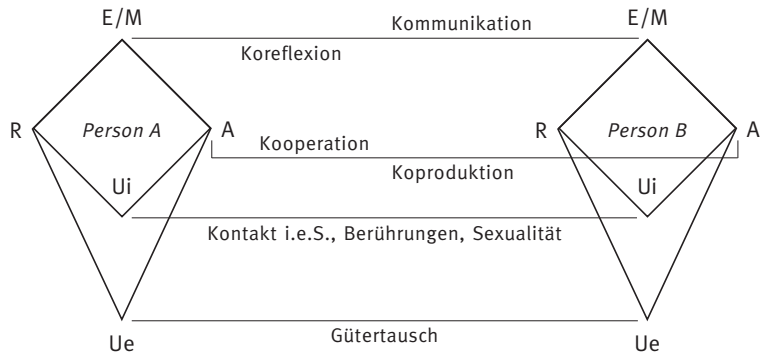 E/M E/M
Kommunikation
Koreflexion
R Person A A R Person B A
Kooperation
Koproduktion
Ui Ui
Kontakt i.e.S., Berührungen, Sexualität
Gütertausch
Ue Ue